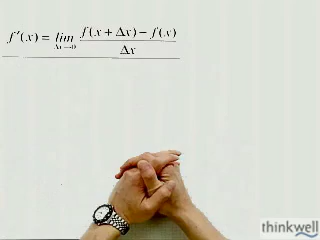 f′(x) = lim Δx→0 f(x + Δx) − f(x) / Δx
thinkwell